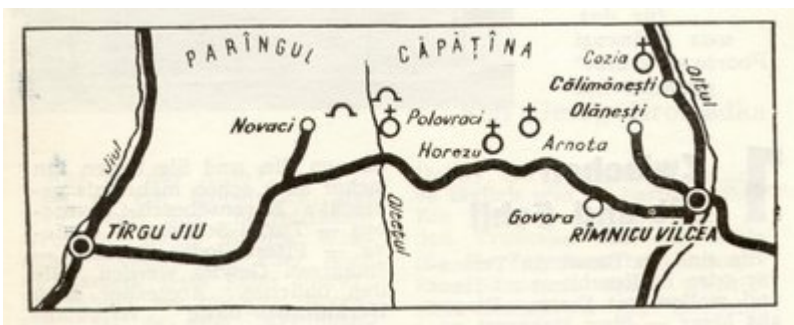 PARÎNGUL
CĂPĂȚÎNA
Cozia
Călimănești
Oltul
Olănești
Novaci
Polovraci
Horezu
Arnota
Jiul
Oltețul
Govora
TÎRGU JIU
RÎMNICU VÎLCEA